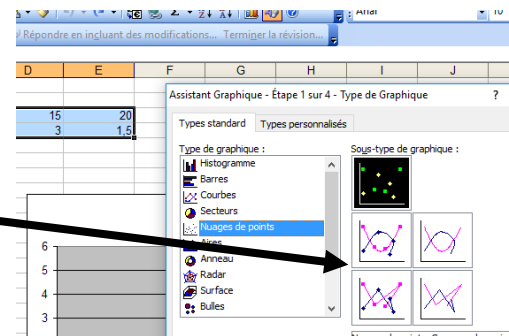 Arial 10
Répondre en incluant des modifications... Terminer la révision...
D E F G H I J
Assistant Graphique - Étape 1 sur 4 - Type de Graphique ?
15 20
3 1,5
Types standard Types personnalisés
Type de graphique :
Sous-type de graphique :
Histogramme
Barres
Courbes
Secteurs
Nuages de points
Aires
Anneau
Radar
Surface
Bulles
6
5
4
3